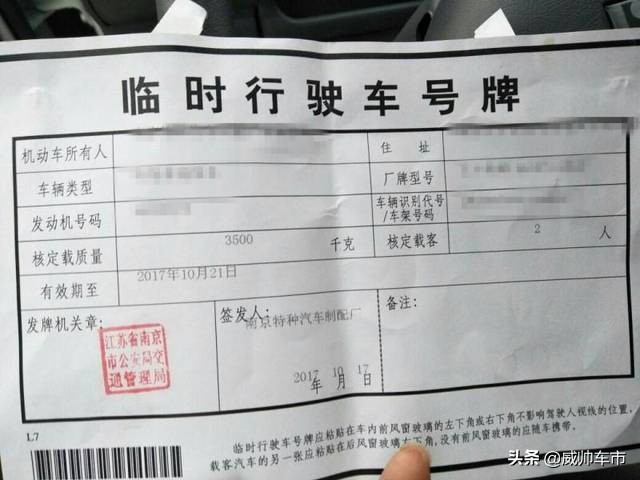 临时行驶车号牌
机动车所有人
住 址
车辆类型
厂牌型号
发动机号码
车辆识别代号
/车架号码
核定载质量 3500 千克 核定载客 2 人
有效期至 2017年10月21日
发牌机关章:
签发人:
备注:
南京特种汽车制配厂
江苏省南京
市公安局交
通管理局
2017 10 17
年 月 日
L7
临时行驶车号牌应粘贴在车内前风窗玻璃的左下角或右下角不影响驾驶人视线的位置,
载客汽车的另一张应粘贴在后风窗玻璃左下角,没有前风窗玻璃的应随车携带。
头条 @威帅车市